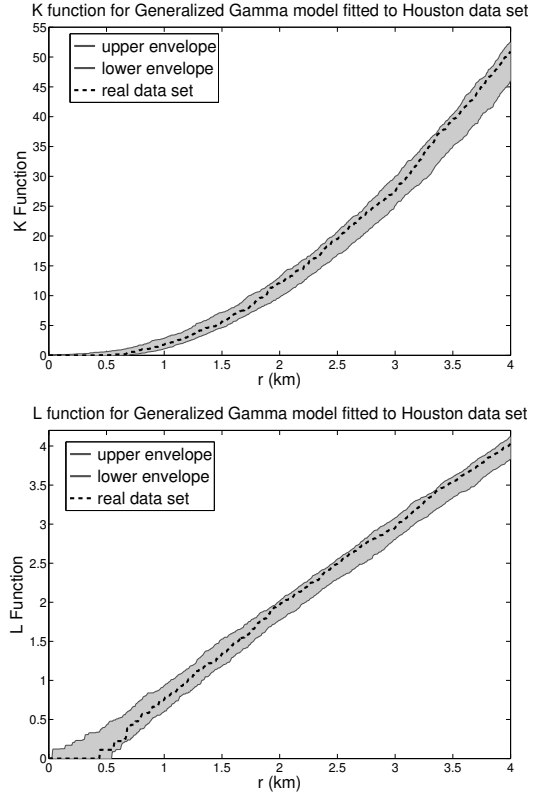 K function for Generalized Gamma model fitted to Houston data set
55
50
45
40
35
30
25
20
15
10
5
0
K Function
upper envelope
lower envelope
real data set
0 0.5 1 1.5 2 2.5 3 3.5 4
r (km)
L function for Generalized Gamma model fitted to Houston data set
4
3.5
3
2.5
2
1.5
1
0.5
0
L Function
upper envelope
lower envelope
real data set
0 0.5 1 1.5 2 2.5 3 3.5 4
r (km)